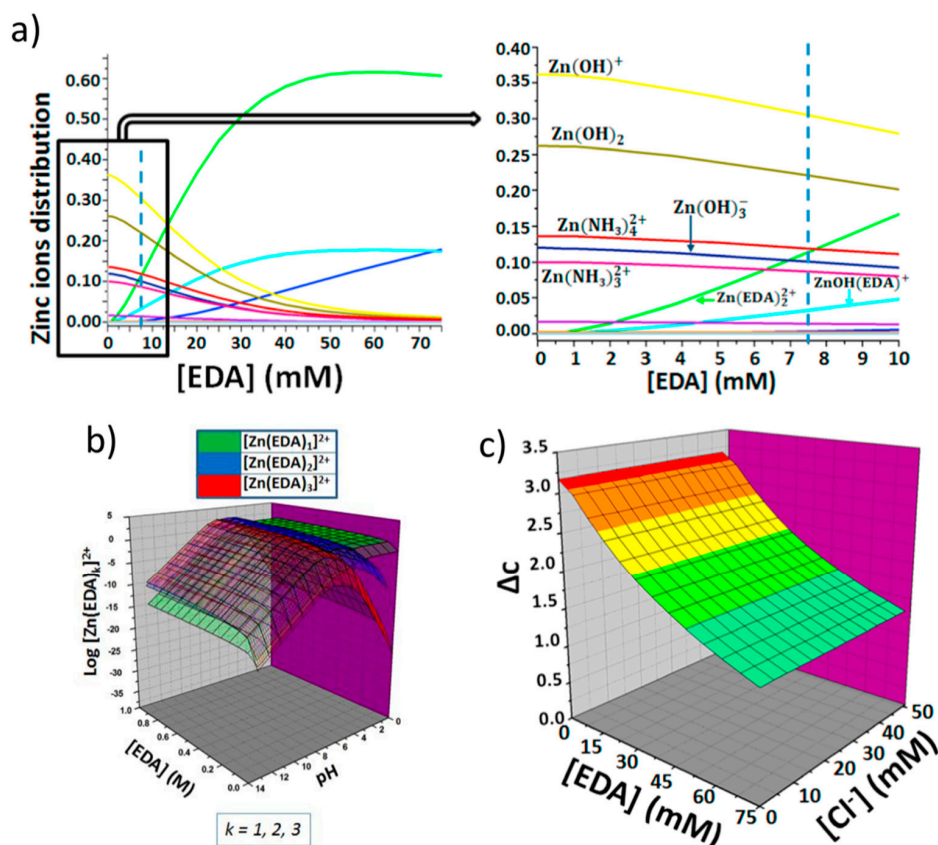 a)
Zinc ions distribution
0.60
0.50
0.40
0.30
0.20
0.10
0.00
0 10 20 30 40 50 60 70
[EDA] (mM)
0.40
0.35
0.30
0.25
0.20
0.15
0.10
0.05
0.00
Zn(OH)⁺
Zn(OH)₂
Zn(NH₃)₄²⁺
Zn(OH)₃⁻
Zn(NH₃)₃²⁺
Zn(EDA)₂²⁺
ZnOH(EDA)⁺
0 1 2 3 4 5 6 7 8 9 10
[EDA] (mM)
b)
[Zn(EDA)₁]²⁺
[Zn(EDA)₂]²⁺
[Zn(EDA)₃]²⁺
Log [Zn(EDA)ₖ]²⁺
5
0
-5
-10
-15
-20
-25
-30
-35
1.0 0.8 0.6 0.4 0.2 0.0
[EDA] (M)
14 12 10 8 6 4 2 0
pH
k = 1, 2, 3
c)
Δc
3.5
3.0
2.5
2.0
1.5
1.0
0.5
0.0
0 15 30 45 60 75
[EDA] (mM)
0 10 20 30 40 50
[Cl⁻] (mM)